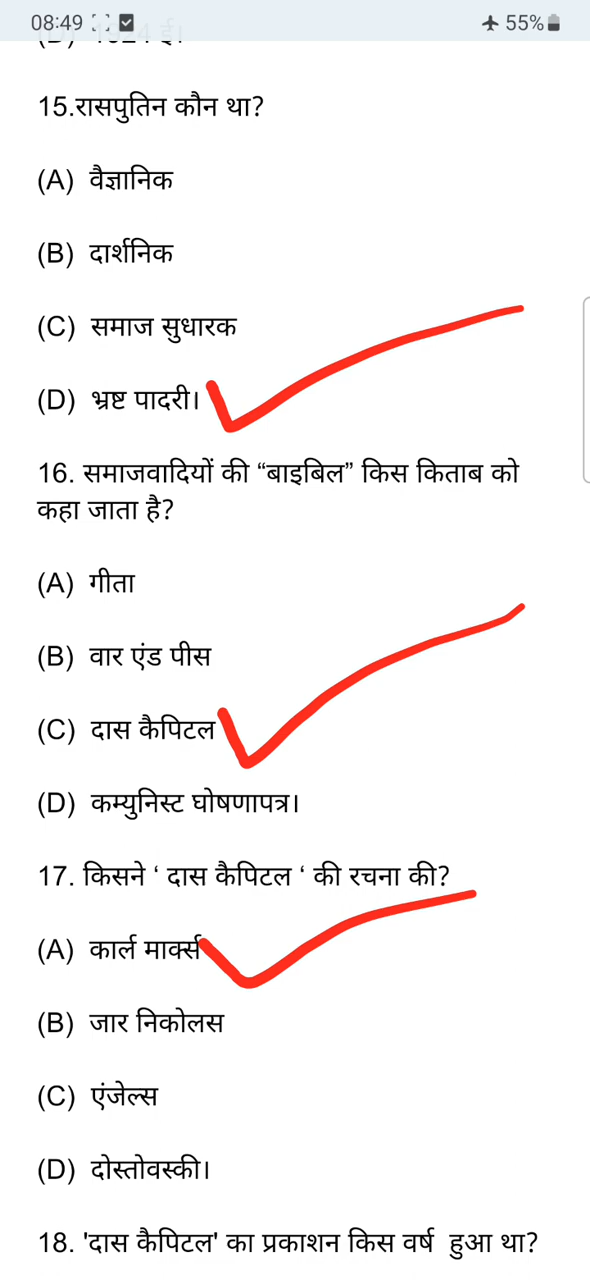 08:49
55%
15.रासपुतिन कौन था?
(A) वैज्ञानिक
(B) दार्शनिक
(C) समाज सुधारक
(D) भ्रष्ट पादरी।
16. समाजवादियों की “बाइबिल” किस किताब को
कहा जाता है?
(A) गीता
(B) वार एंड पीस
(C) दास कैपिटल
(D) कम्युनिस्ट घोषणापत्र।
17. किसने ‘ दास कैपिटल ‘ की रचना की?
(A) कार्ल मार्क्स
(B) जार निकोलस
(C) एंजेल्स
(D) दोस्तोवस्की।
18. 'दास कैपिटल' का प्रकाशन किस वर्ष हुआ था?